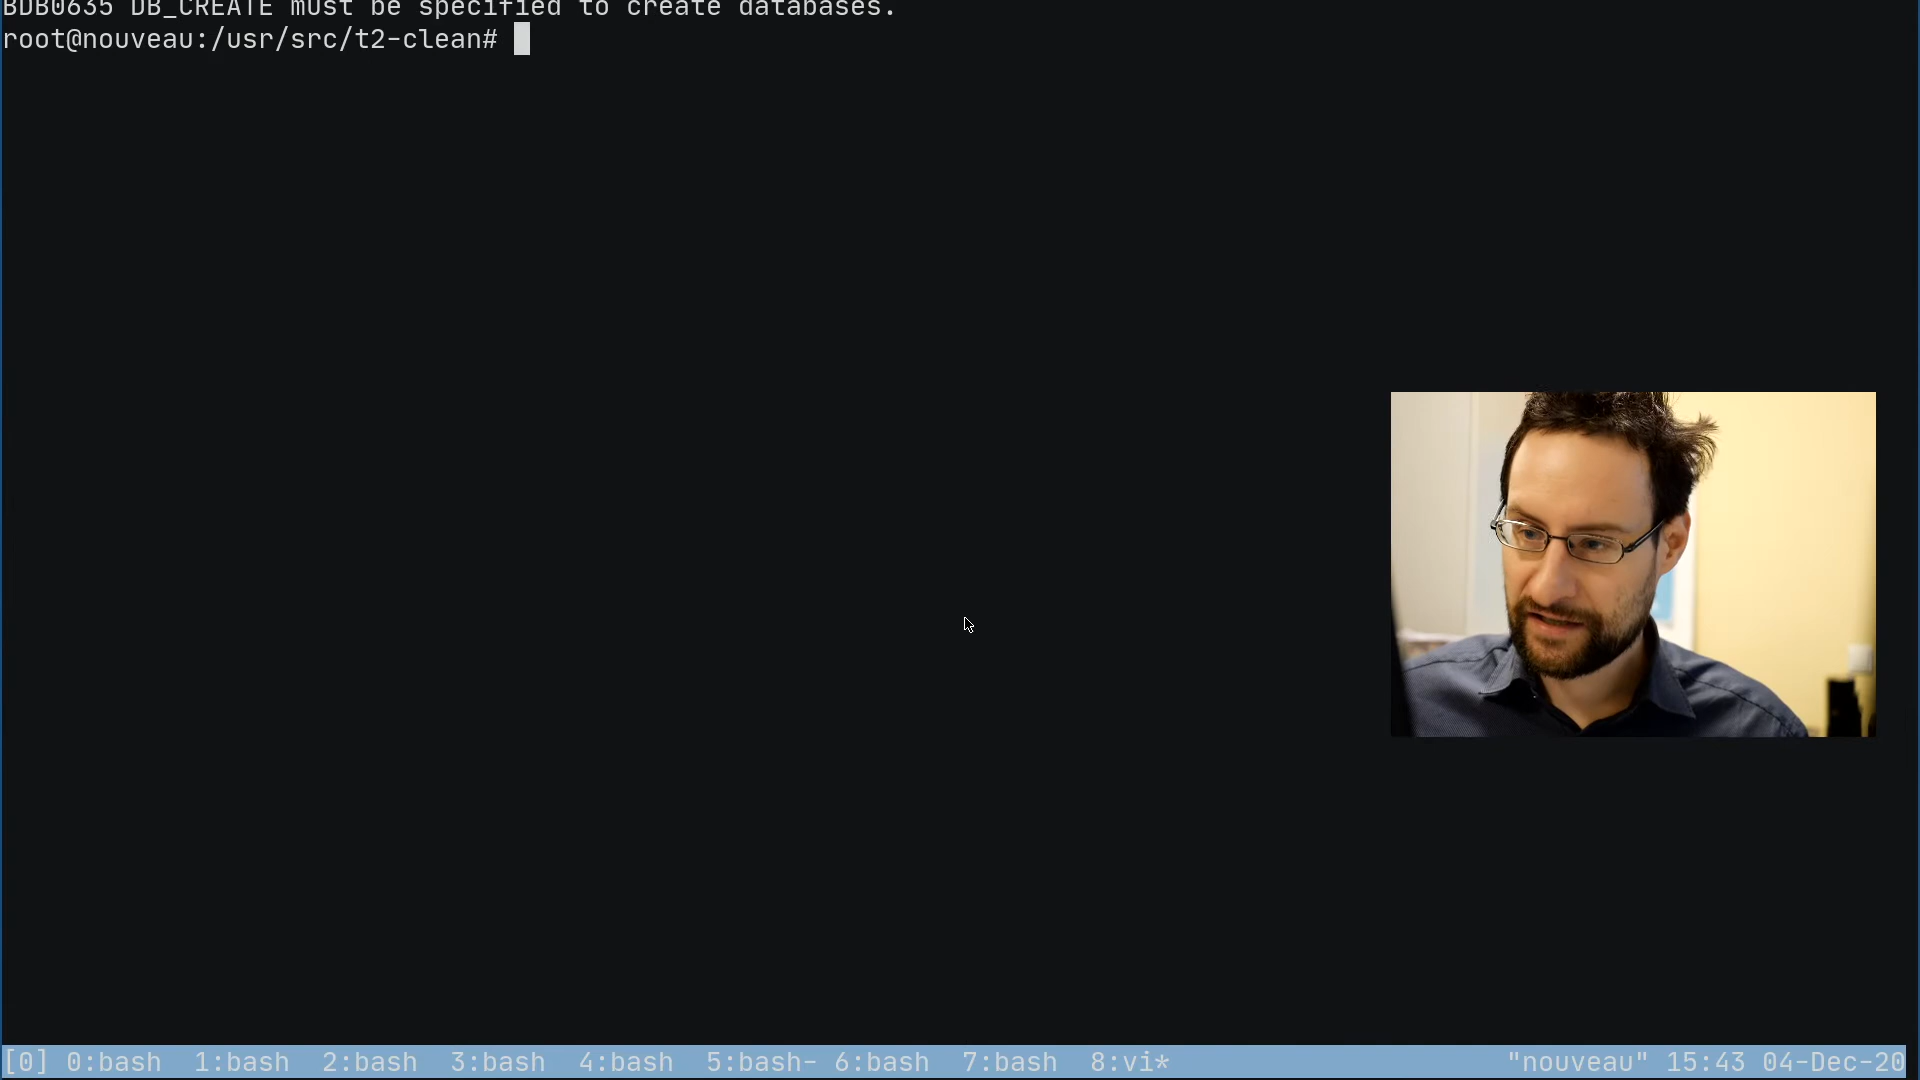 BDB0635 DB_CREATE must be specified to create databases.
root@nouveau:/usr/src/t2-clean#
[0] 0:bash  1:bash  2:bash  3:bash  4:bash  5:bash- 6:bash  7:bash  8:vi*  "nouveau" 15:43 04-Dec-20